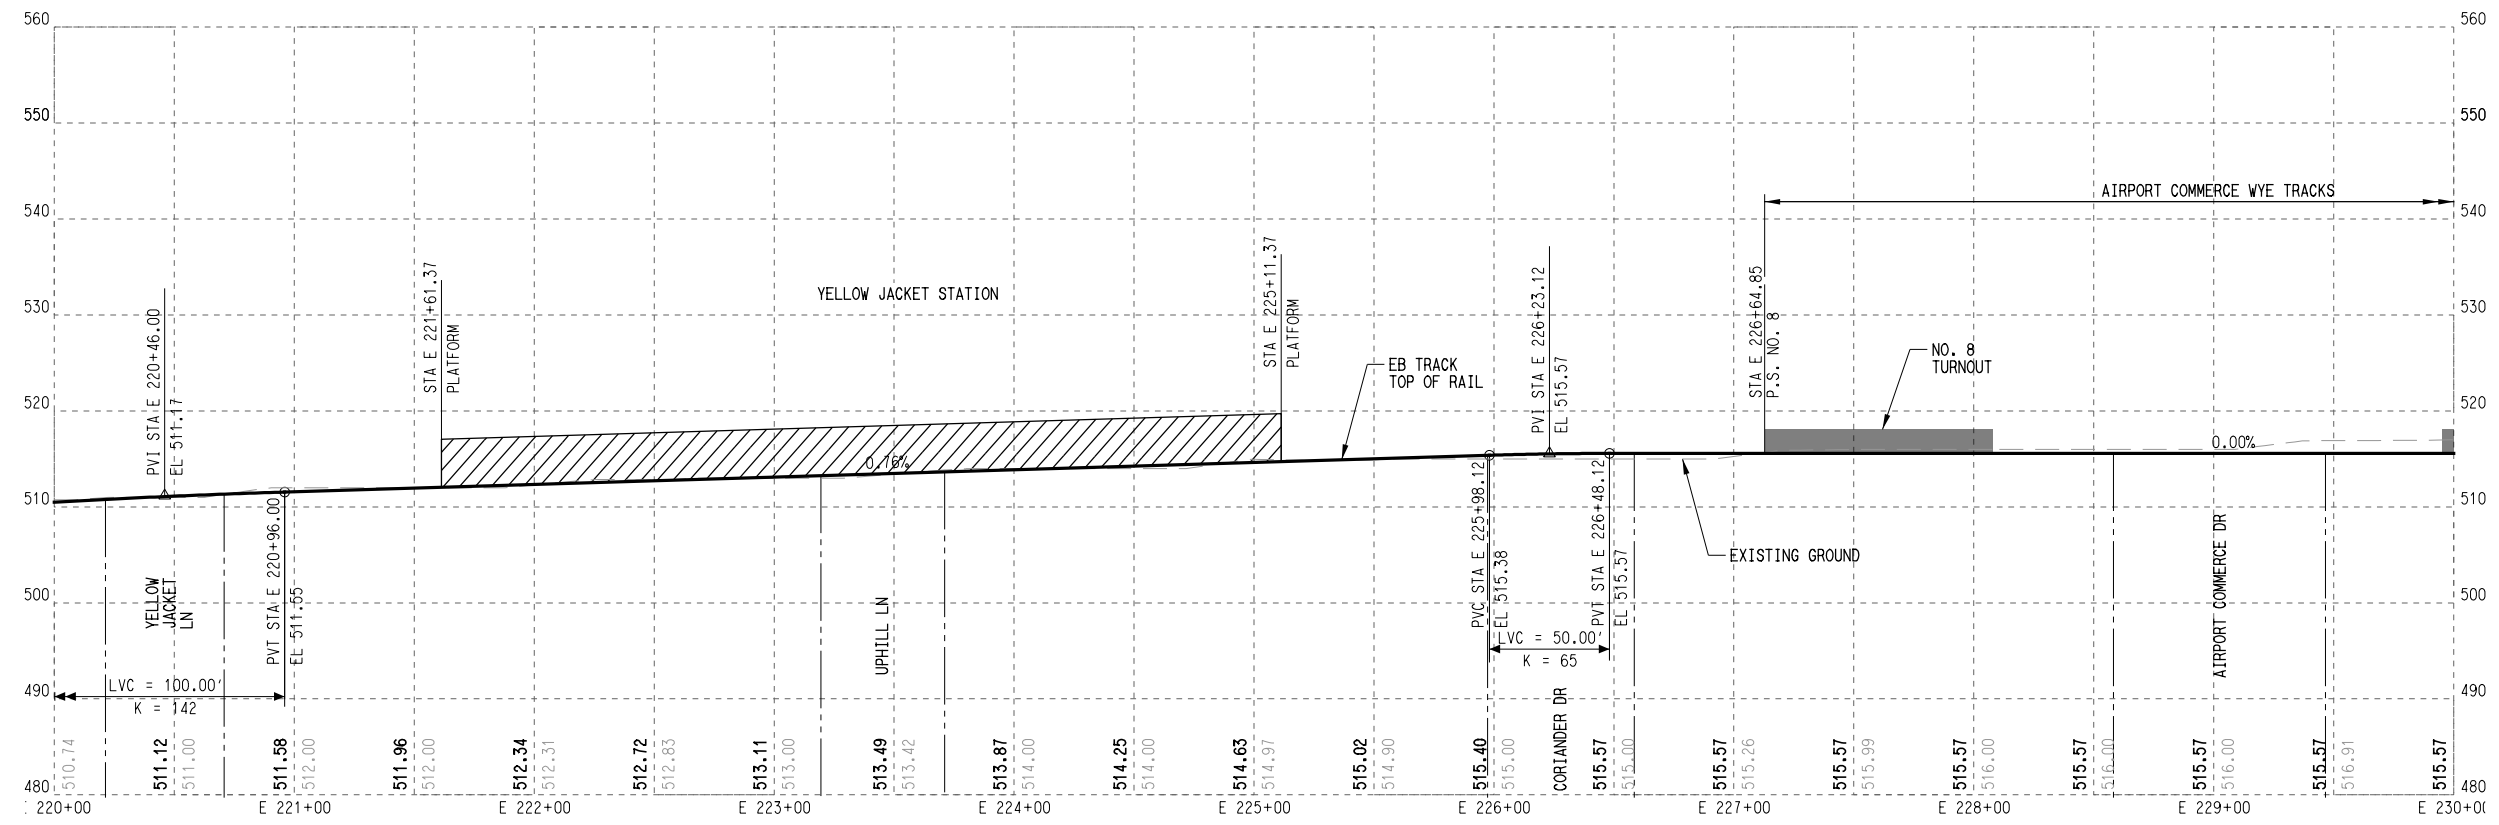 560
560
550
550
540
540
530
530
520
520
510
510
500
500
490
490
480
480
AIRPORT COMMERCE WYE TRACKS
YELLOW JACKET STATION
PVI STA E 220+46.00
EL 511.17
STA E 221+61.37
PLATFORM
STA E 225+11.37
PLATFORM
EB TRACK
TOP OF RAIL
PVI STA E 226+23.12
EL 515.57
STA E 226+64.85
P.S. NO. 8
NO. 8
TURNOUT
0.76%
0.00%
PVT STA E 220+96.00
EL 511.55
PVC STA E 225+98.12
EL 515.38
PVT STA E 226+48.12
EL 515.57
EXISTING GROUND
YELLOW
JACKET
LN
UPHILL LN
CORIANDER DR
AIRPORT COMMERCE DR
LVC = 100.00'
K = 142
LVC = 50.00'
K = 65
510.74
511.12
511.00
511.58
512.00
511.96
512.00
512.34
512.31
512.72
512.83
513.11
513.00
513.49
513.42
513.87
514.00
514.25
514.00
514.63
514.97
515.02
514.90
515.40
515.00
515.57
515.00
515.57
515.26
515.57
515.99
515.57
516.00
515.57
516.00
515.57
516.00
515.57
516.91
515.57
220+00
E 221+00
E 222+00
E 223+00
E 224+00
E 225+00
E 226+00
E 227+00
E 228+00
E 229+00
E 230+00